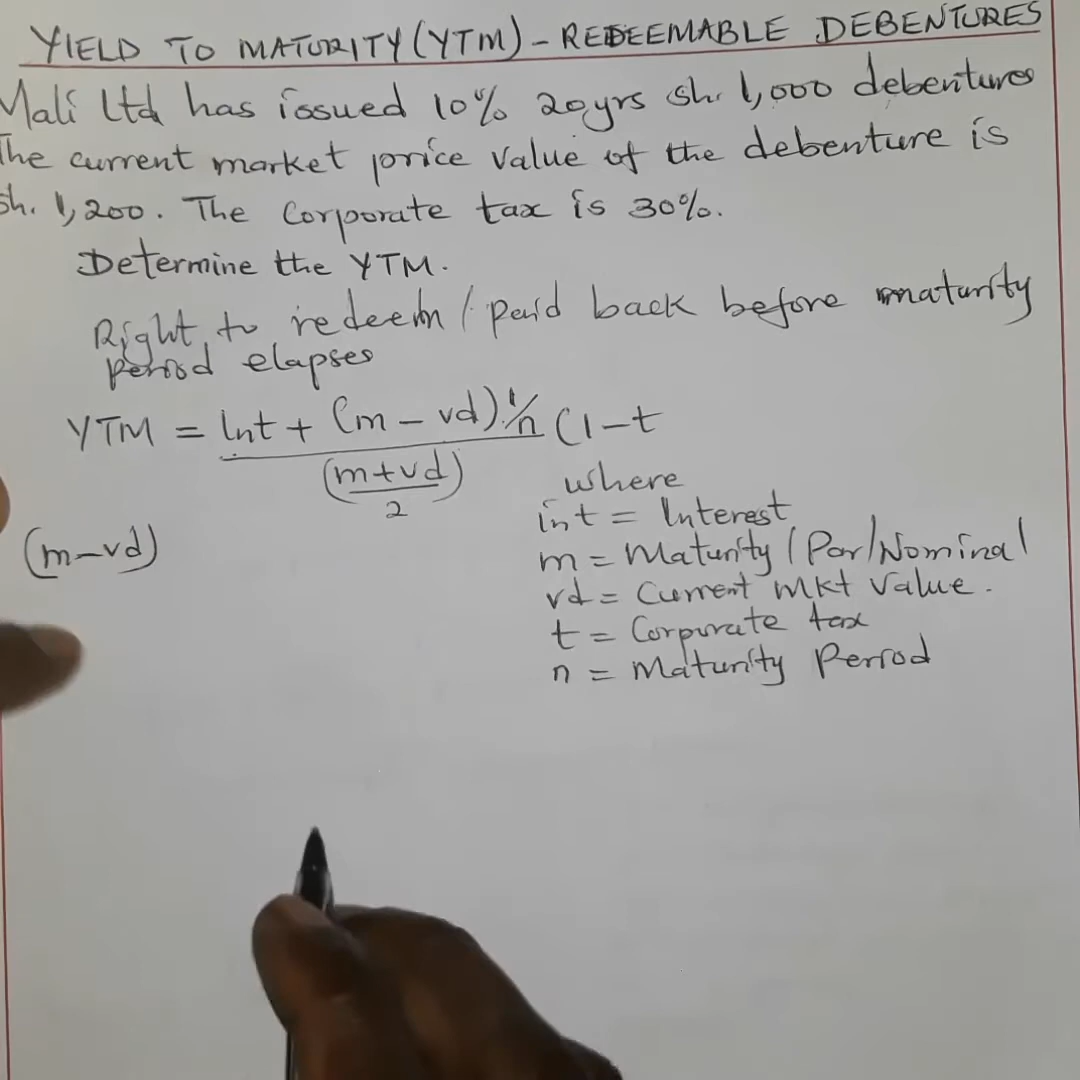 YIELD TO MATURITY (YTM) - REDEEMABLE DEBENTURES
Mali Ltd has issued 10% 20yrs sh. 1,000 debentures
The current market price value of the debenture is
sh. 1,200. The corporate tax is 30%.
Determine the YTM.
Right to redeem / paid back before maturity
period elapses
YTM = Int + (m - vd) 1/n (1-t
(m+vd)
2
where
int = Interest
m = Maturity / Par/Nominal
vd = Current Mkt Value.
t = Corporate tax
n = Maturity Period
(m-vd)